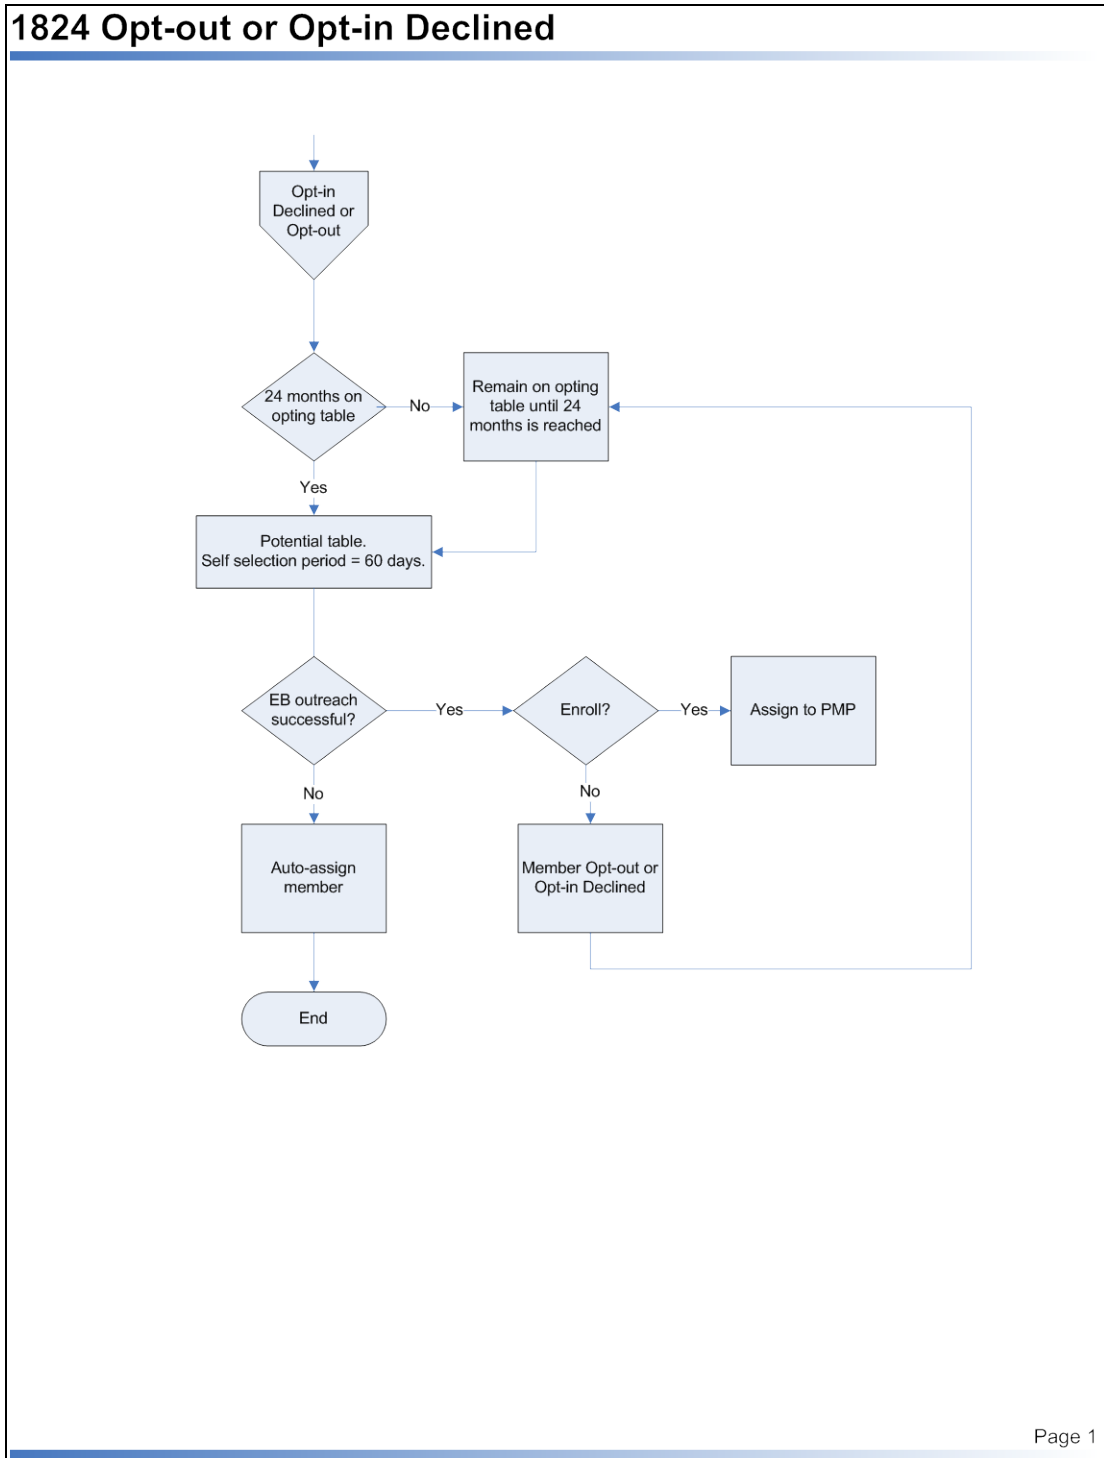 1824 Opt-out or Opt-in Declined
Opt-in
Declined or
Opt-out
24 months on
opting table
No
Remain on opting
table until 24
months is reached
Yes
Potential table.
Self selection period = 60 days.
EB outreach
successful?
Yes
Enroll?
Yes
Assign to PMP
No
No
Auto-assign
member
Member Opt-out or
Opt-in Declined
End
Page 1